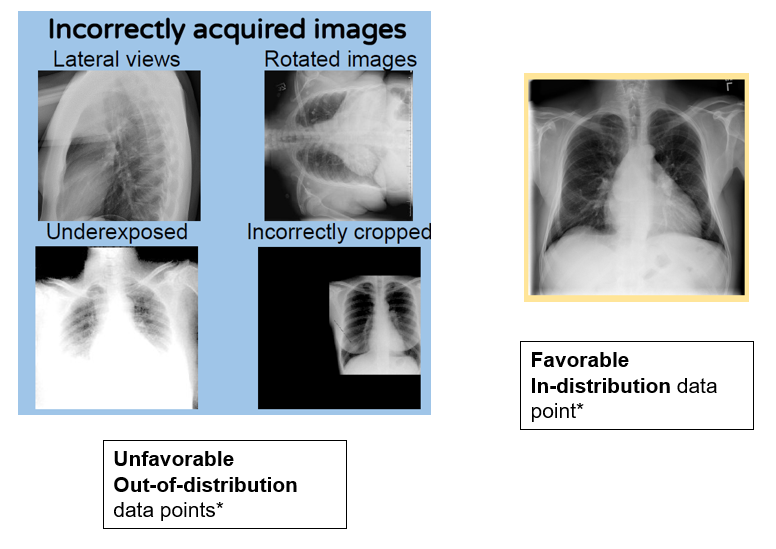 Incorrectly acquired images
Lateral views
Rotated images
Underexposed
Incorrectly cropped
Unfavorable
Out-of-distribution
data points*
Favorable
In-distribution data
point*